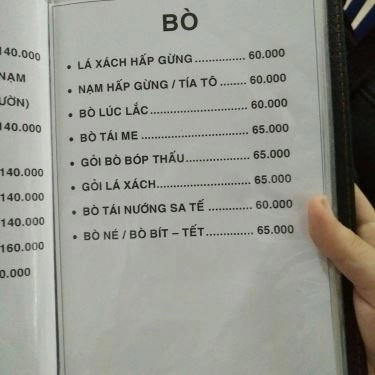 140.000
NẠM
140.000
140.000
140.000
140.000
160.000
0.000
BÒ
• LÁ XÁCH HẤP GỪNG............... 60.000
• NẠM HẤP GỪNG / TÍA TÔ ........ 60.000
• BÒ LÚC LẮC........................... 60.000
• BÒ TÁI ME ............................. 65.000
• GỎI BÒ BÓP THẤU................. 65.000
• GỎI LÁ XÁCH......................... 65.000
• BÒ TÁI NƯỚNG SA TẾ ............ 60.000
• BÒ NÉ / BÒ BÍT – TẾT............. 65.000